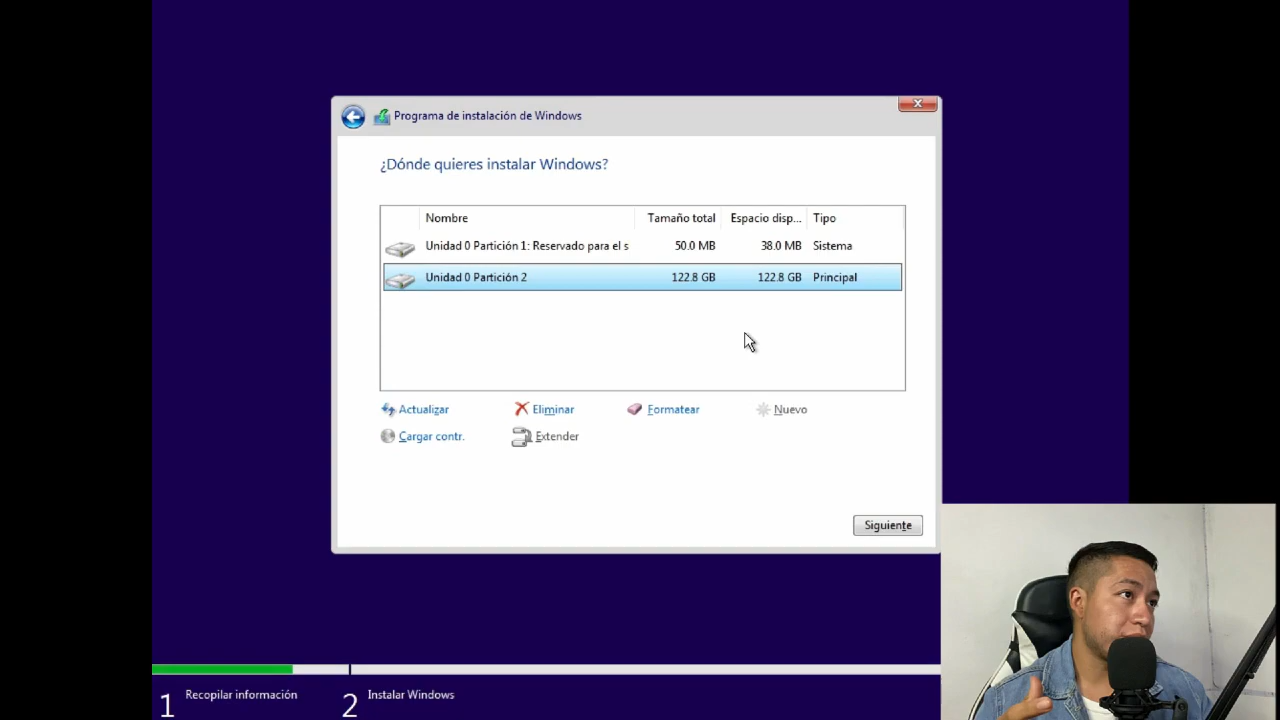 Programa de instalación de Windows
¿Dónde quieres instalar Windows?
Nombre Tamaño total Espacio disp... Tipo
Unidad 0 Partición 1: Reservado para el s 50.0 MB 38.0 MB Sistema
Unidad 0 Partición 2 122.8 GB 122.8 GB Principal
Actualizar Eliminar Formatear Nuevo
Cargar contr. Extender
Siguiente
1 Recopilar información 2 Instalar Windows